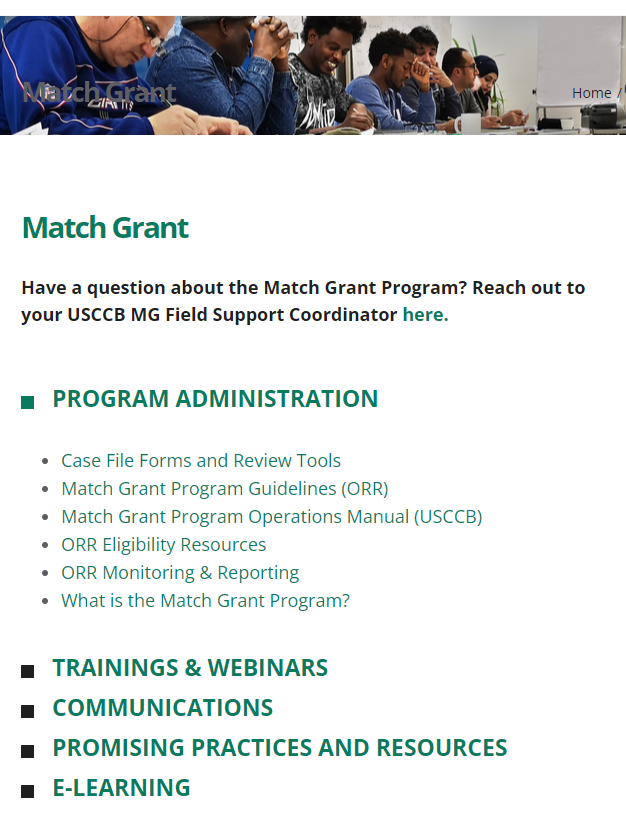 Match Grant
Home /
Match Grant
Have a question about the Match Grant Program? Reach out to
your USCCB MG Field Support Coordinator here.
PROGRAM ADMINISTRATION
Case File Forms and Review Tools
Match Grant Program Guidelines (ORR)
Match Grant Program Operations Manual (USCCB)
ORR Eligibility Resources
ORR Monitoring & Reporting
What is the Match Grant Program?
TRAININGS & WEBINARS
COMMUNICATIONS
PROMISING PRACTICES AND RESOURCES
E-LEARNING